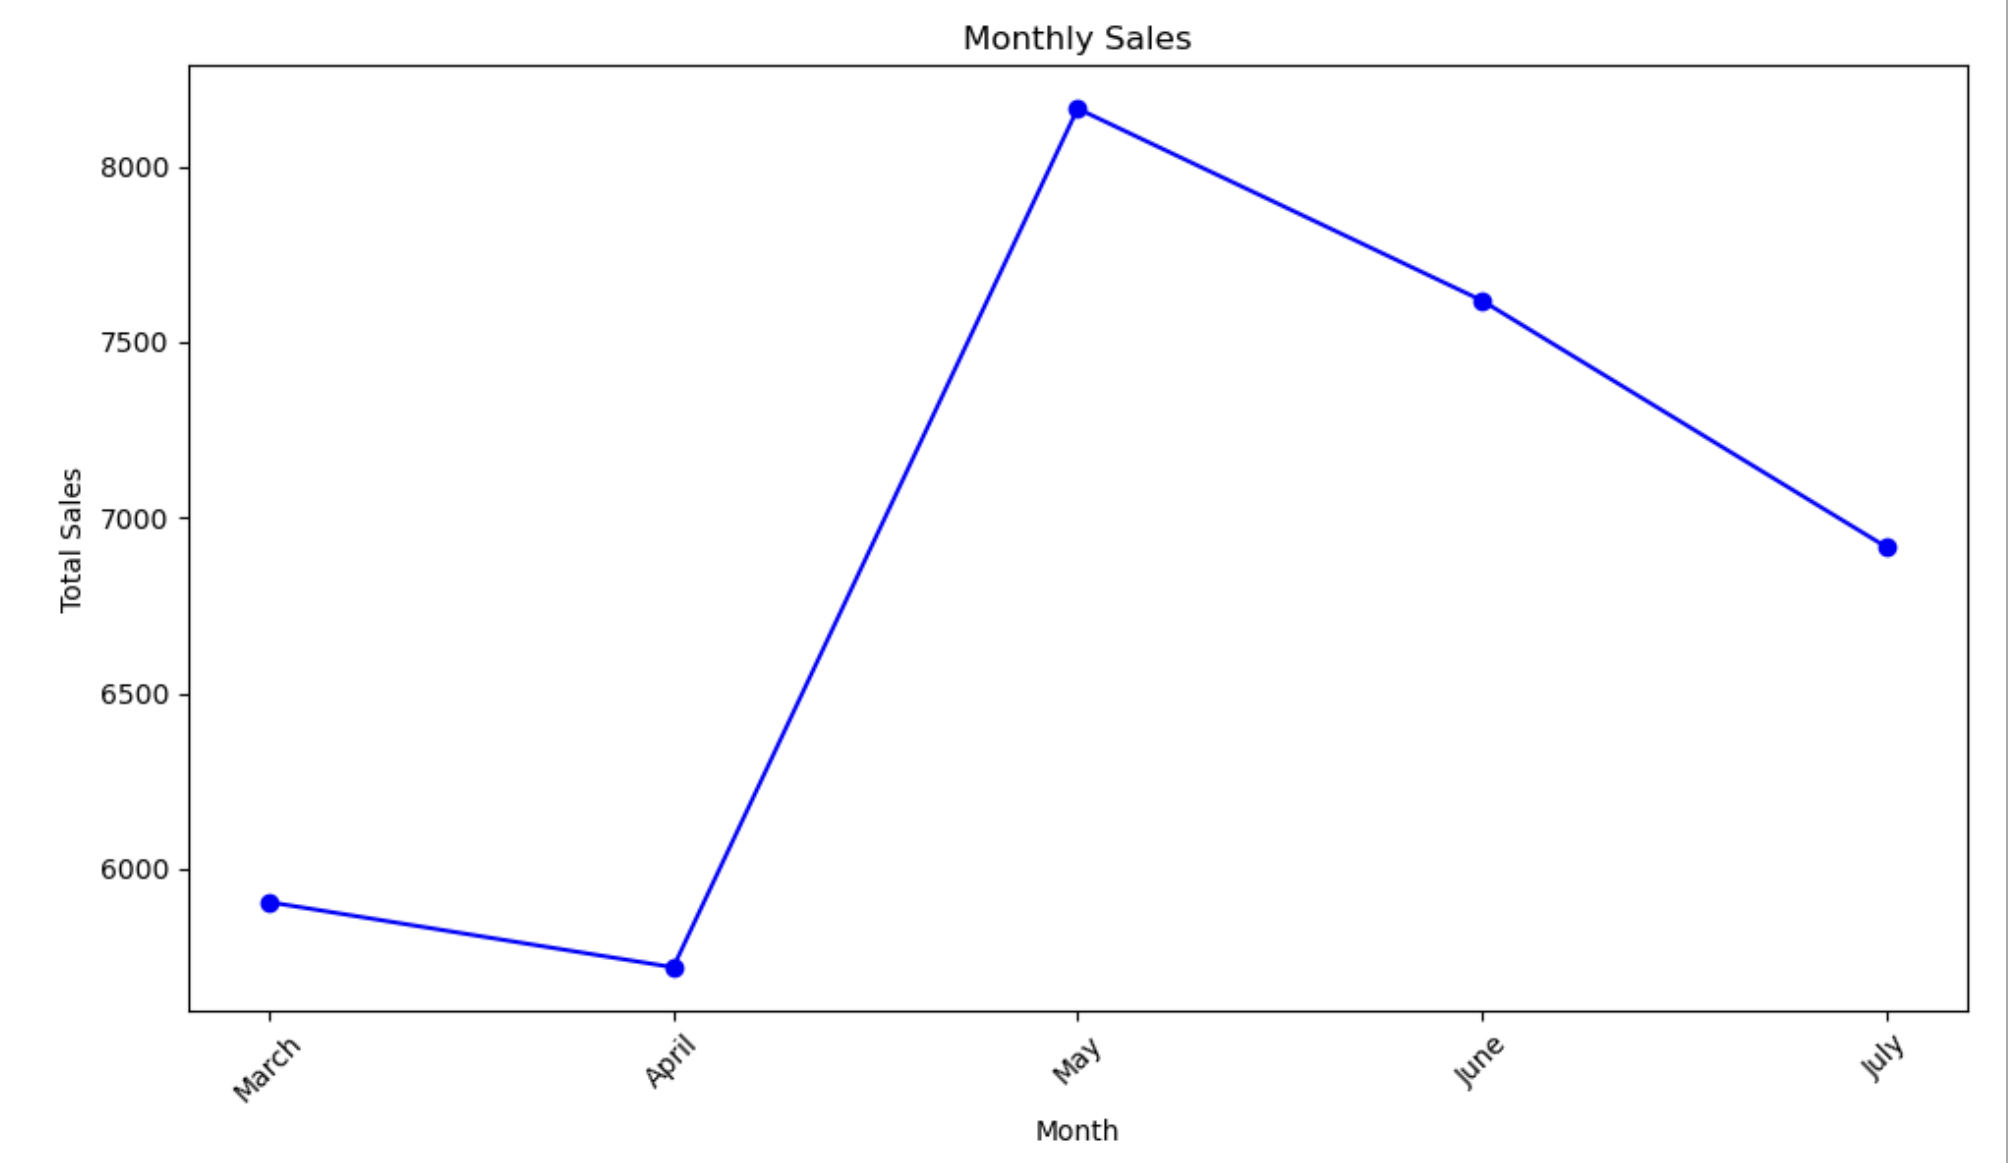 Monthly Sales
8000
7500
7000
6500
6000
Total Sales
March
April
May
June
July
Month